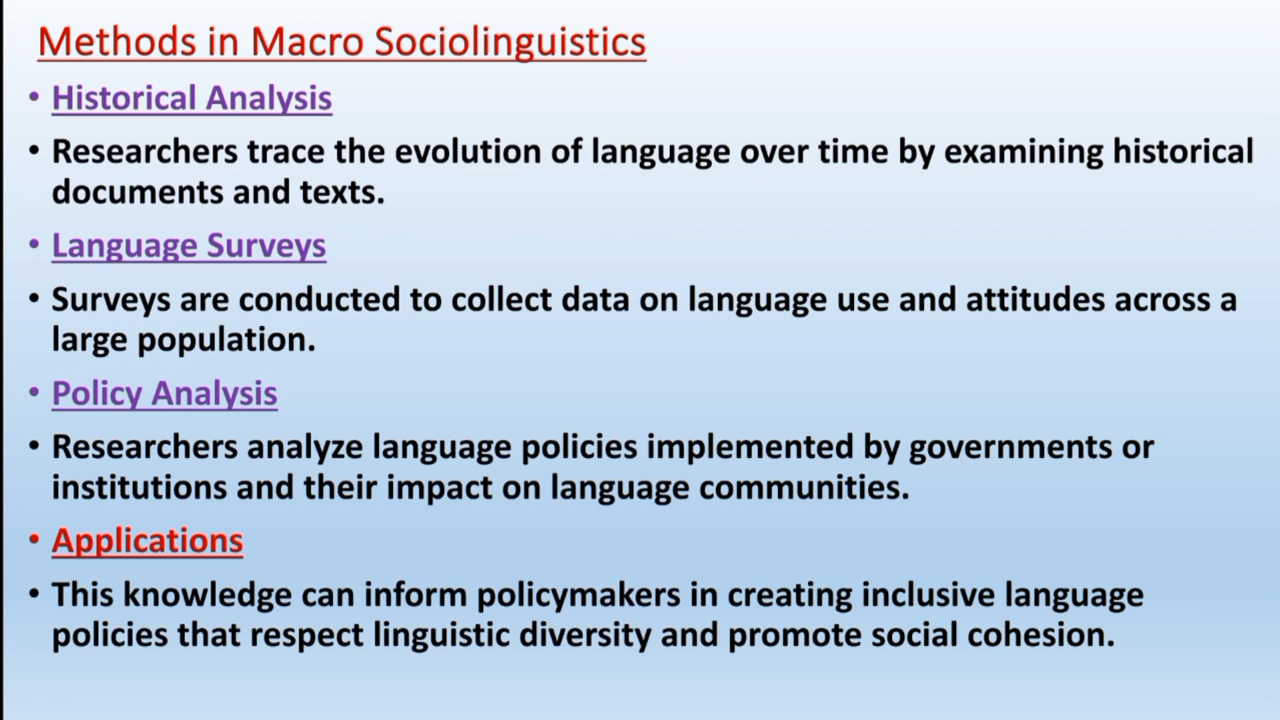 Methods in Macro Sociolinguistics
• Historical Analysis
• Researchers trace the evolution of language over time by examining historical
documents and texts.
• Language Surveys
• Surveys are conducted to collect data on language use and attitudes across a
large population.
• Policy Analysis
• Researchers analyze language policies implemented by governments or
institutions and their impact on language communities.
• Applications
• This knowledge can inform policymakers in creating inclusive language
policies that respect linguistic diversity and promote social cohesion.